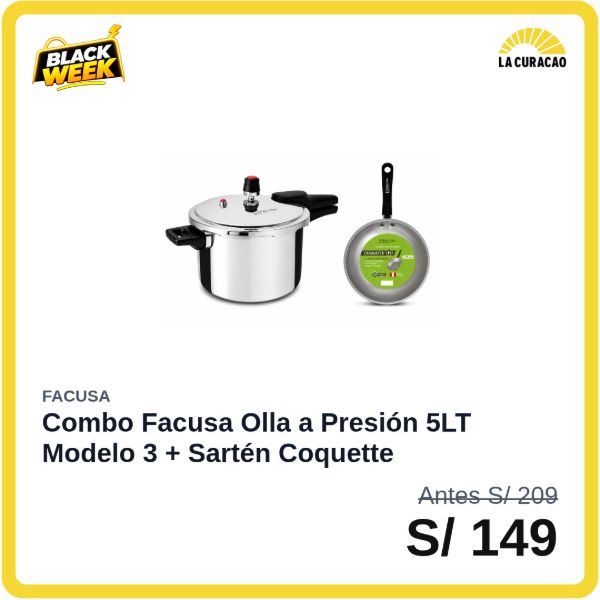 BLACK
WEEK
LA CURACAO
FACUSA
Combo Facusa Olla a Presión 5LT
Modelo 3 + Sartén Coquette
Antes S/ 209
S/ 149